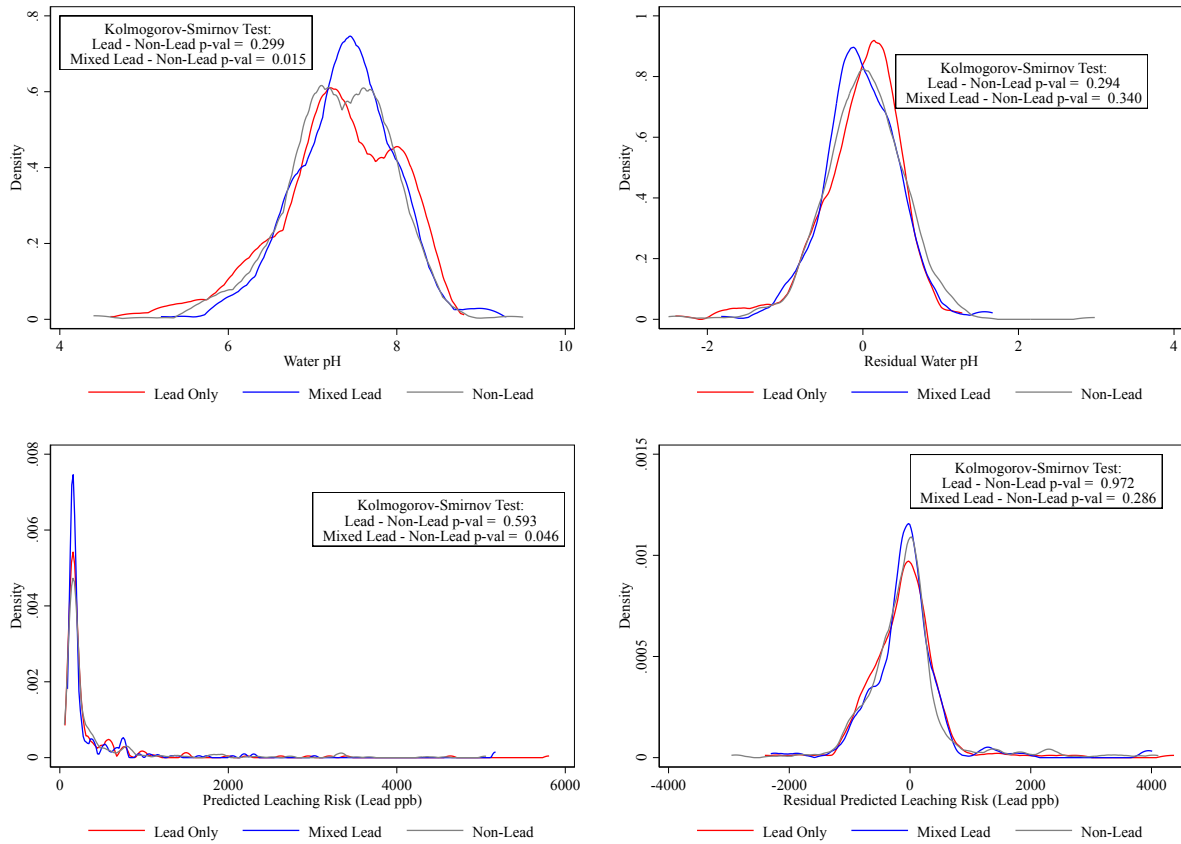 Kolmogorov-Smirnov Test:
Lead - Non-Lead p-val = 0.299
Mixed Lead - Non-Lead p-val = 0.015
Density
0 .2 .4 .6 .8
4 6 8 10
Water pH
Lead Only Mixed Lead Non-Lead
Kolmogorov-Smirnov Test:
Lead - Non-Lead p-val = 0.294
Mixed Lead - Non-Lead p-val = 0.340
Density
0 .2 .4 .6 .8 1
-2 0 2 4
Residual Water pH
Lead Only Mixed Lead Non-Lead
Kolmogorov-Smirnov Test:
Lead - Non-Lead p-val = 0.593
Mixed Lead - Non-Lead p-val = 0.046
Density
0 .002 .004 .006 .008
0 2000 4000 6000
Predicted Leaching Risk (Lead ppb)
Lead Only Mixed Lead Non-Lead
Kolmogorov-Smirnov Test:
Lead - Non-Lead p-val = 0.972
Mixed Lead - Non-Lead p-val = 0.286
Density
0 .0005 .001 .0015
-4000 -2000 0 2000 4000
Residual Predicted Leaching Risk (Lead ppb)
Lead Only Mixed Lead Non-Lead